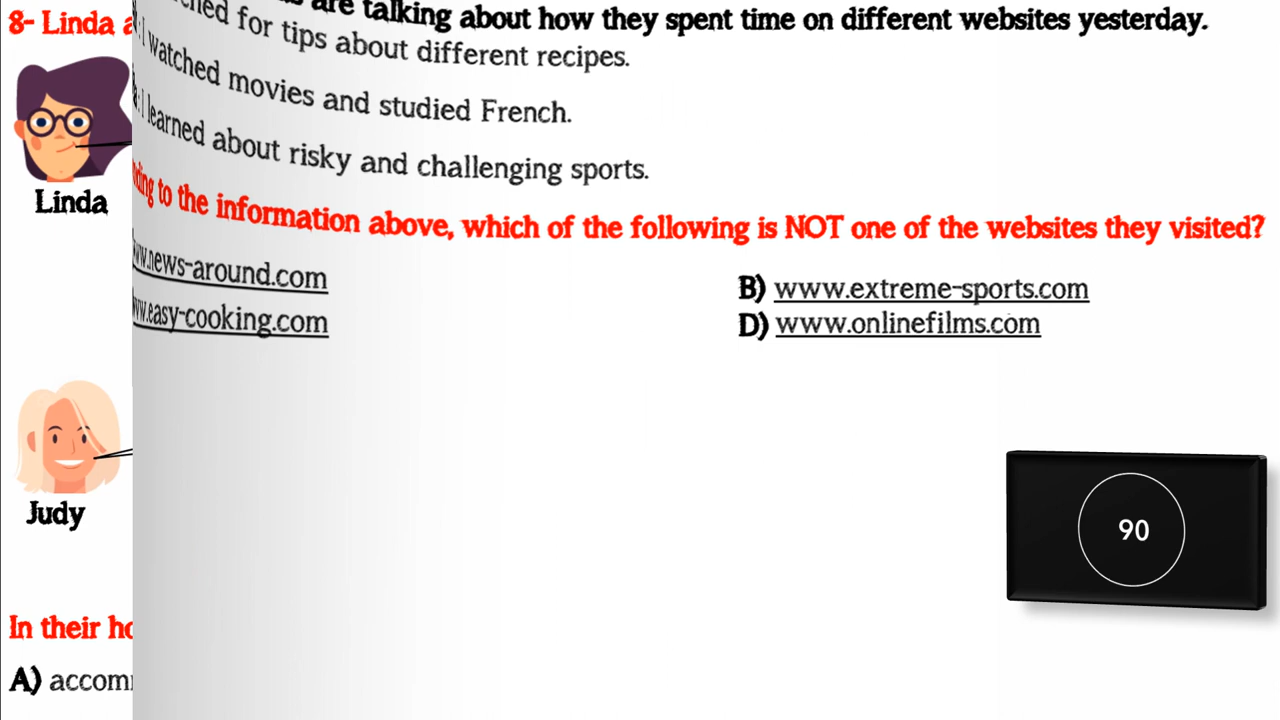 8- Linda
are talking about how they spent time on different websites yesterday.
for tips about different recipes.
I watched movies and studied French.
I learned about risky and challenging sports.
to the information above, which of the following is NOT one of the websites they visited?
news-around.com
B) www.extreme-sports.com
easy-cooking.com
D) www.onlinefilms.com
Linda
Judy
90
In their
A)